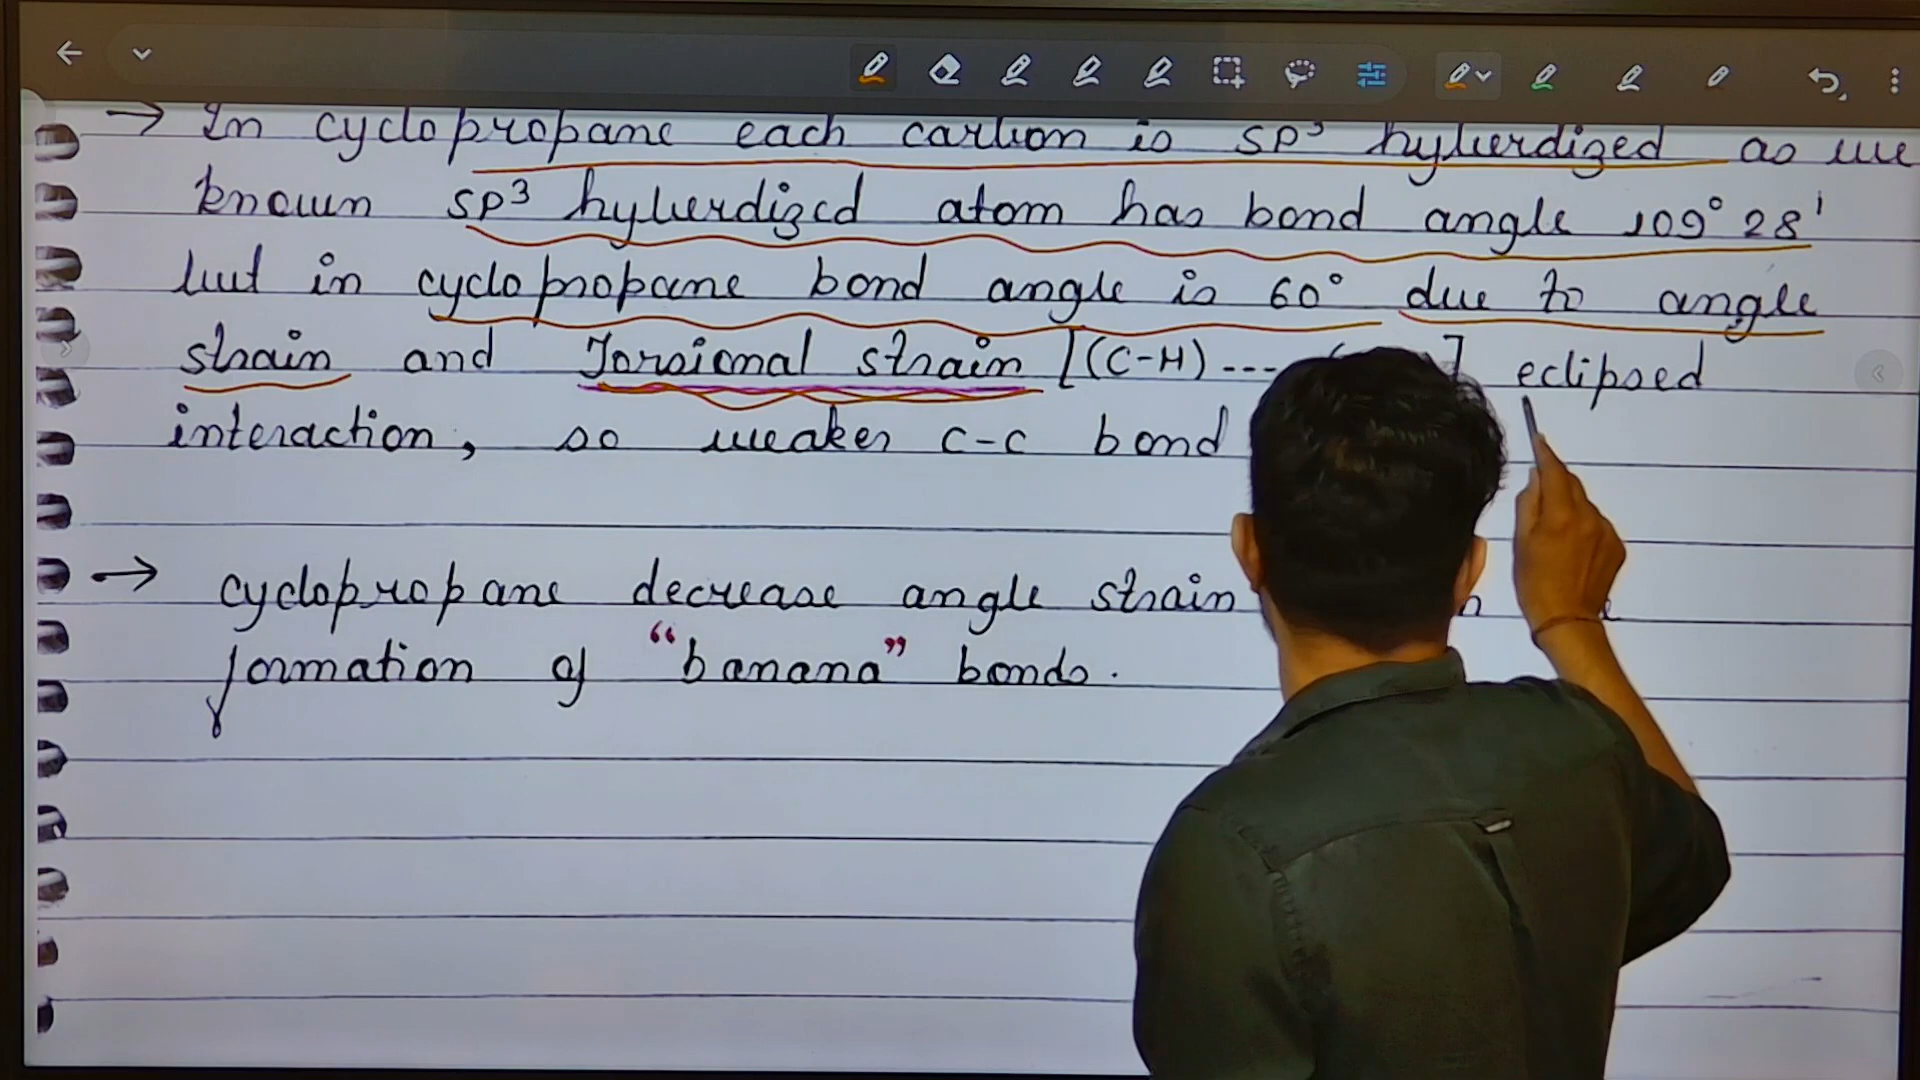 → In cyclopropane each carbon is sp³ hyberdized as we
known sp³ hyberdized atom has bond angle 109° 28'
but in cyclopropane bond angle is 60° due to angle
strain and Torsional strain [(C-H)---- ] eclipsed
interaction, so weaker C-C bond
→ cyclopropane decrease angle strain
formation of "banana" bonds.